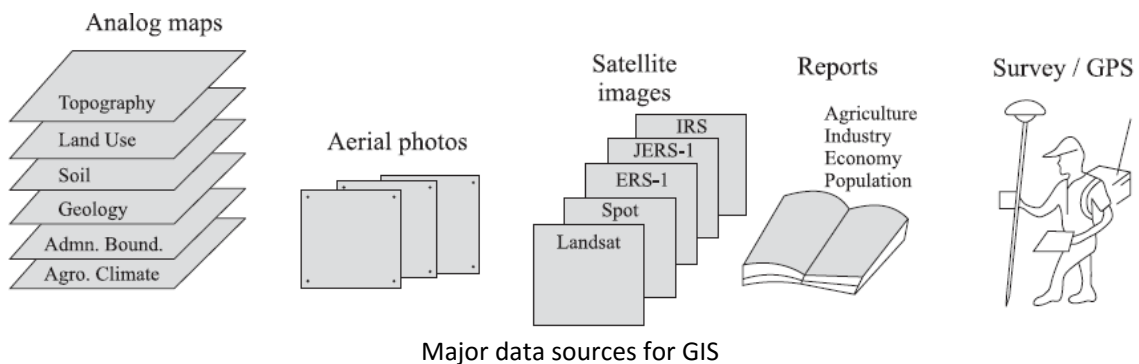 Analog maps
Topography
Land Use
Soil
Geology
Admn. Bound.
Agro. Climate
Aerial photos
Satellite
images
IRS
JERS-1
ERS-1
Spot
Landsat
Reports
Agriculture
Industry
Economy
Population
Survey / GPS
Major data sources for GIS